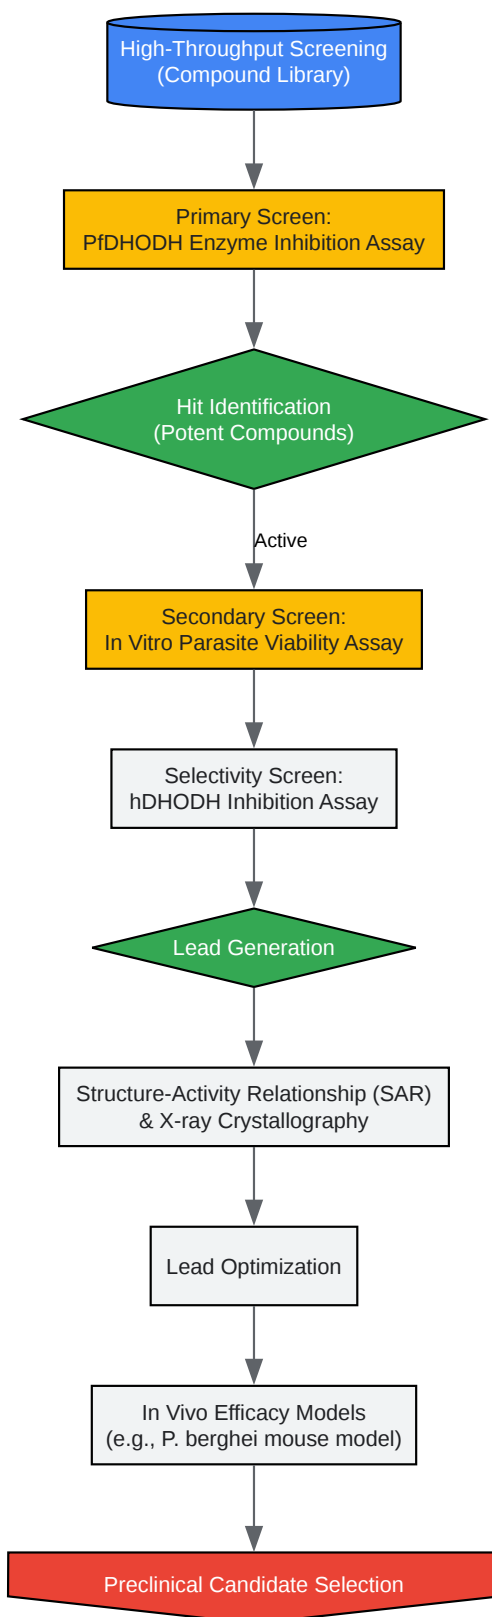 High-Throughput Screening
(Compound Library)
Primary Screen:
PfDHODH Enzyme Inhibition Assay
Hit Identification
(Potent Compounds)
Active
Secondary Screen:
In Vitro Parasite Viability Assay
Selectivity Screen:
hDHODH Inhibition Assay
Lead Generation
Structure-Activity Relationship (SAR)
& X-ray Crystallography
Lead Optimization
In Vivo Efficacy Models
(e.g., P. berghei mouse model)
Preclinical Candidate Selection